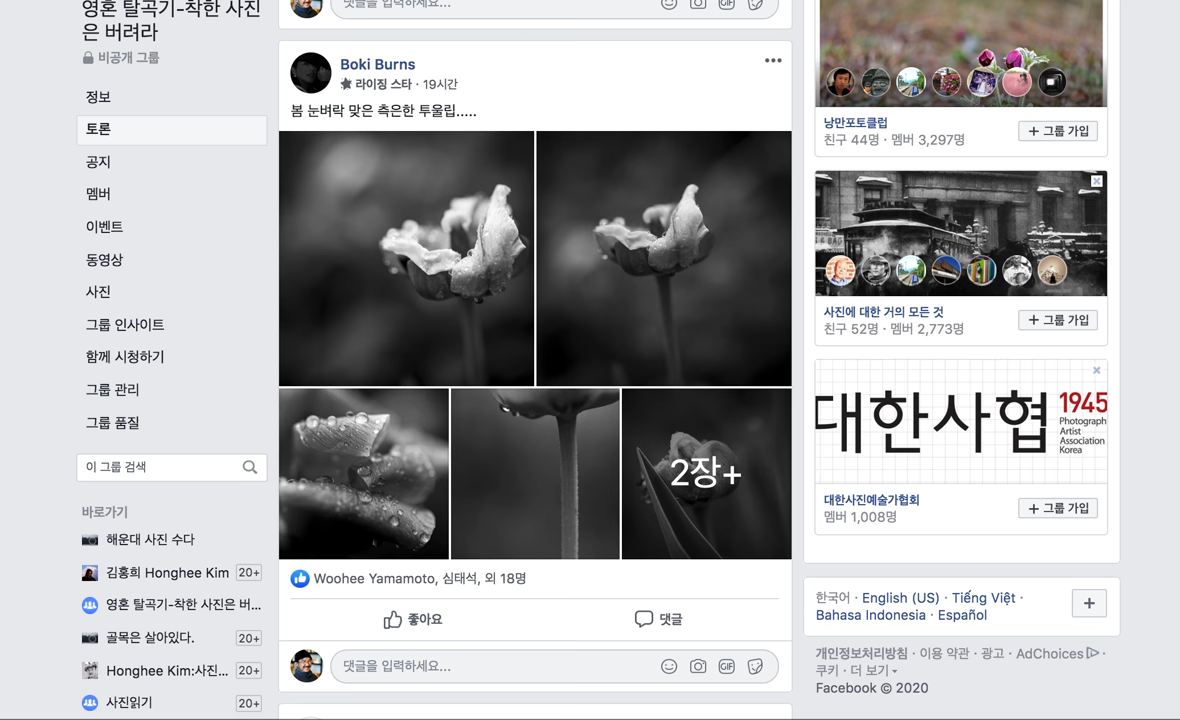 영혼 탈곡기-착한 사진
은 버려라
비공개 그룹
정보
토론
공지
멤버
이벤트
동영상
사진
그룹 인사이트
함께 시청하기
그룹 관리
그룹 품질
이 그룹 검색
바로가기
해운대 사진 수다
김홍희 Honghee Kim 20+
영혼 탈곡기-착한 사진은 버...
골목은 살아있다. 20+
Honghee Kim:사진... 20+
사진읽기 20+
댓글을 입력하세요...
GIF
Boki Burns
라이징 스타 · 19시간
봄 눈벼락 맞은 측은한 투울립.....
2장+
Woohee Yamamoto, 심태석, 외 18명
좋아요 댓글
댓글을 입력하세요...
GIF
낭만포토클럽
친구 44명 · 멤버 3,297명
+ 그룹 가입
사진에 대한 거의 모든 것
친구 52명 · 멤버 2,773명
+ 그룹 가입
대한사협
1945
Photograph
Artist
Association
Korea
대한사진예술가협회
멤버 1,008명
+ 그룹 가입
한국어 · English (US) · Tiếng Việt ·
Bahasa Indonesia · Español
+
개인정보처리방침 · 이용 약관 · 광고 · AdChoices ·
쿠키 · 더 보기
Facebook © 2020